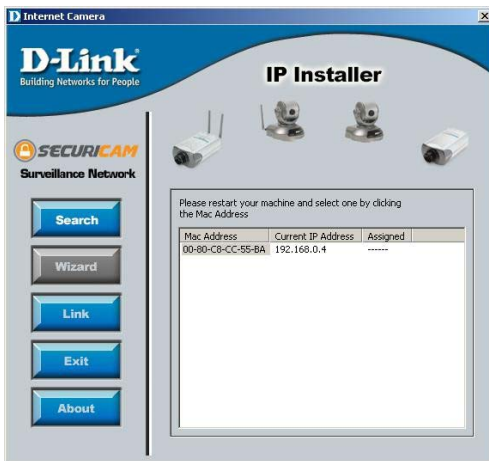 Internet Camera
D-Link
Building Networks for People
IP Installer
SECURICAM
Surveillance Network
Search
Wizard
Link
Exit
About
Please restart your machine and select one by clicking
the Mac Address
Mac Address Current IP Address Assigned
00-80-C8-CC-55-BA 192.168.0.4 ------